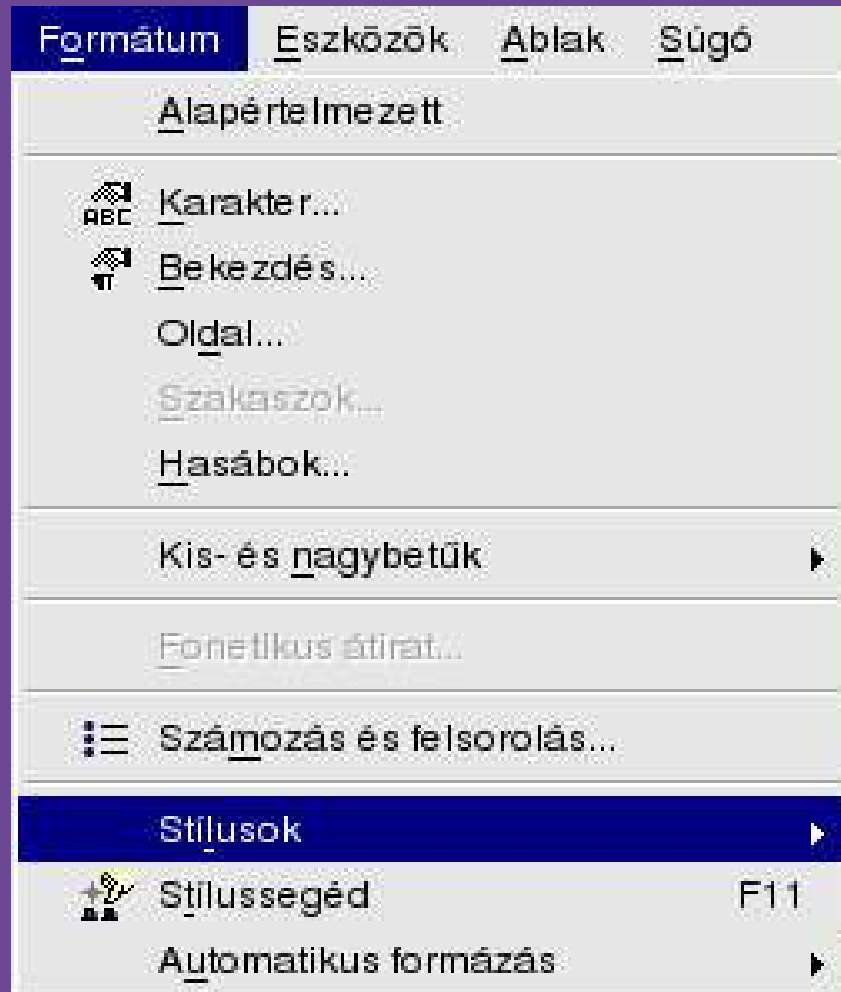 Formátum Eszközök Ablak Súgó
Alapértelmezett
ABC Karakter...
¶ Bekezdés...
Oldal...
Szakaszok...
Hasábok...
Kis- és nagybetűk
Fonetikus átirat...
Számozás és felsorolás...
Stílusok
Stílussegéd F11
Automatikus formázás